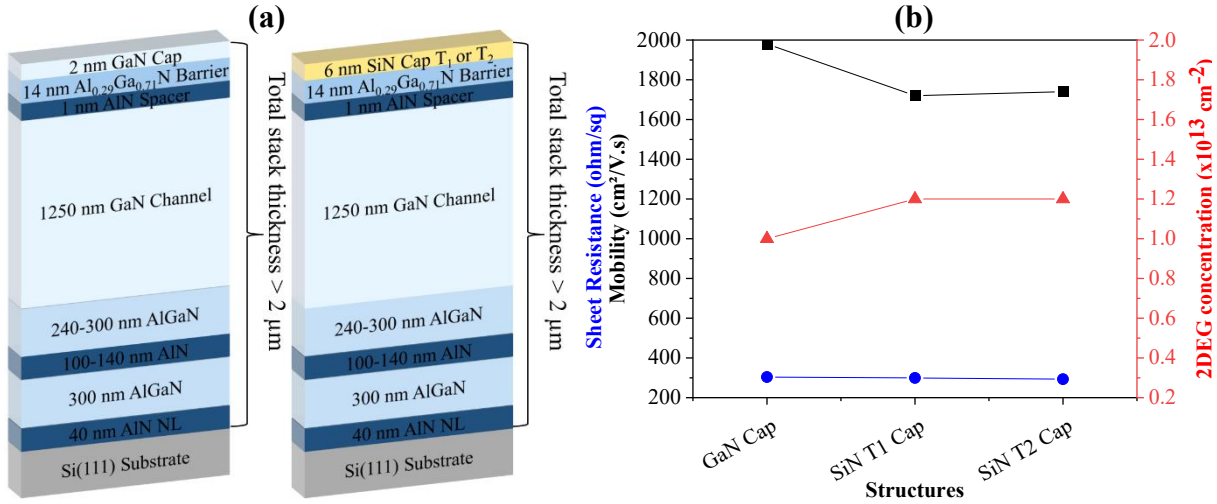 (a)
2 nm GaN Cap
14 nm Al0.29Ga0.71N Barrier
1 nm AlN Spacer
1250 nm GaN Channel
240-300 nm AlGaN
100-140 nm AlN
300 nm AlGaN
40 nm AlN NL
Si(111) Substrate
Total stack thickness > 2 μm
6 nm SiN Cap T1 or T2
14 nm Al0.29Ga0.71N Barrier
1 nm AlN Spacer
1250 nm GaN Channel
240-300 nm AlGaN
100-140 nm AlN
300 nm AlGaN
40 nm AlN NL
Si(111) Substrate
Total stack thickness > 2 μm
(b)
Sheet Resistance (ohm/sq)
Mobility (cm²/V.s)
2000
1800
1600
1400
1200
1000
800
600
400
300
200
2.0
1.8
1.6
1.4
1.2
1.0
0.8
0.6
0.4
0.3
0.2
2DEG concentration (x10¹³ cm⁻²)
GaN Cap
SiN T1 Cap
SiN T2 Cap
Structures